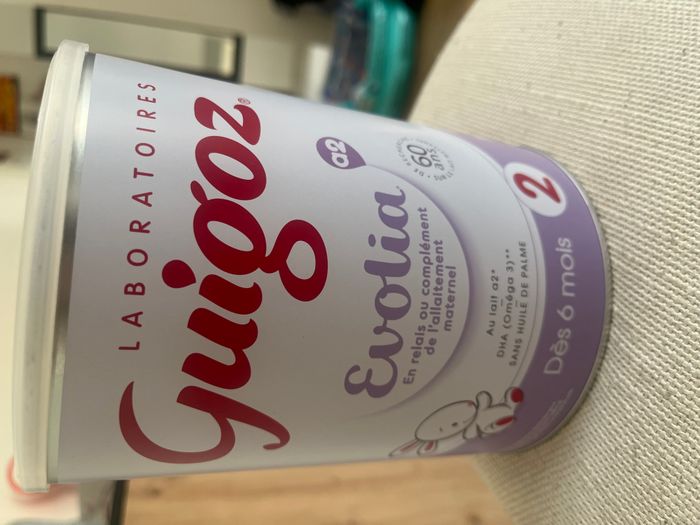 LABORATOIRES
Guigoz®
a2
Evolia
60
ans
En relais ou complément
de l'allaitement
maternel
Au lait a2*
DHA (Oméga 3)**
SANS HUILE DE PALME
2
Dès 6 mois